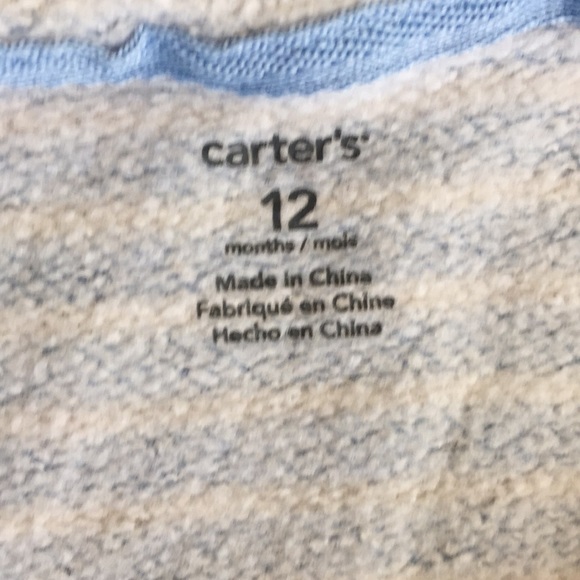 carter's
12
months / mois
Made in China
Fabriqué en Chine
Hecho en China